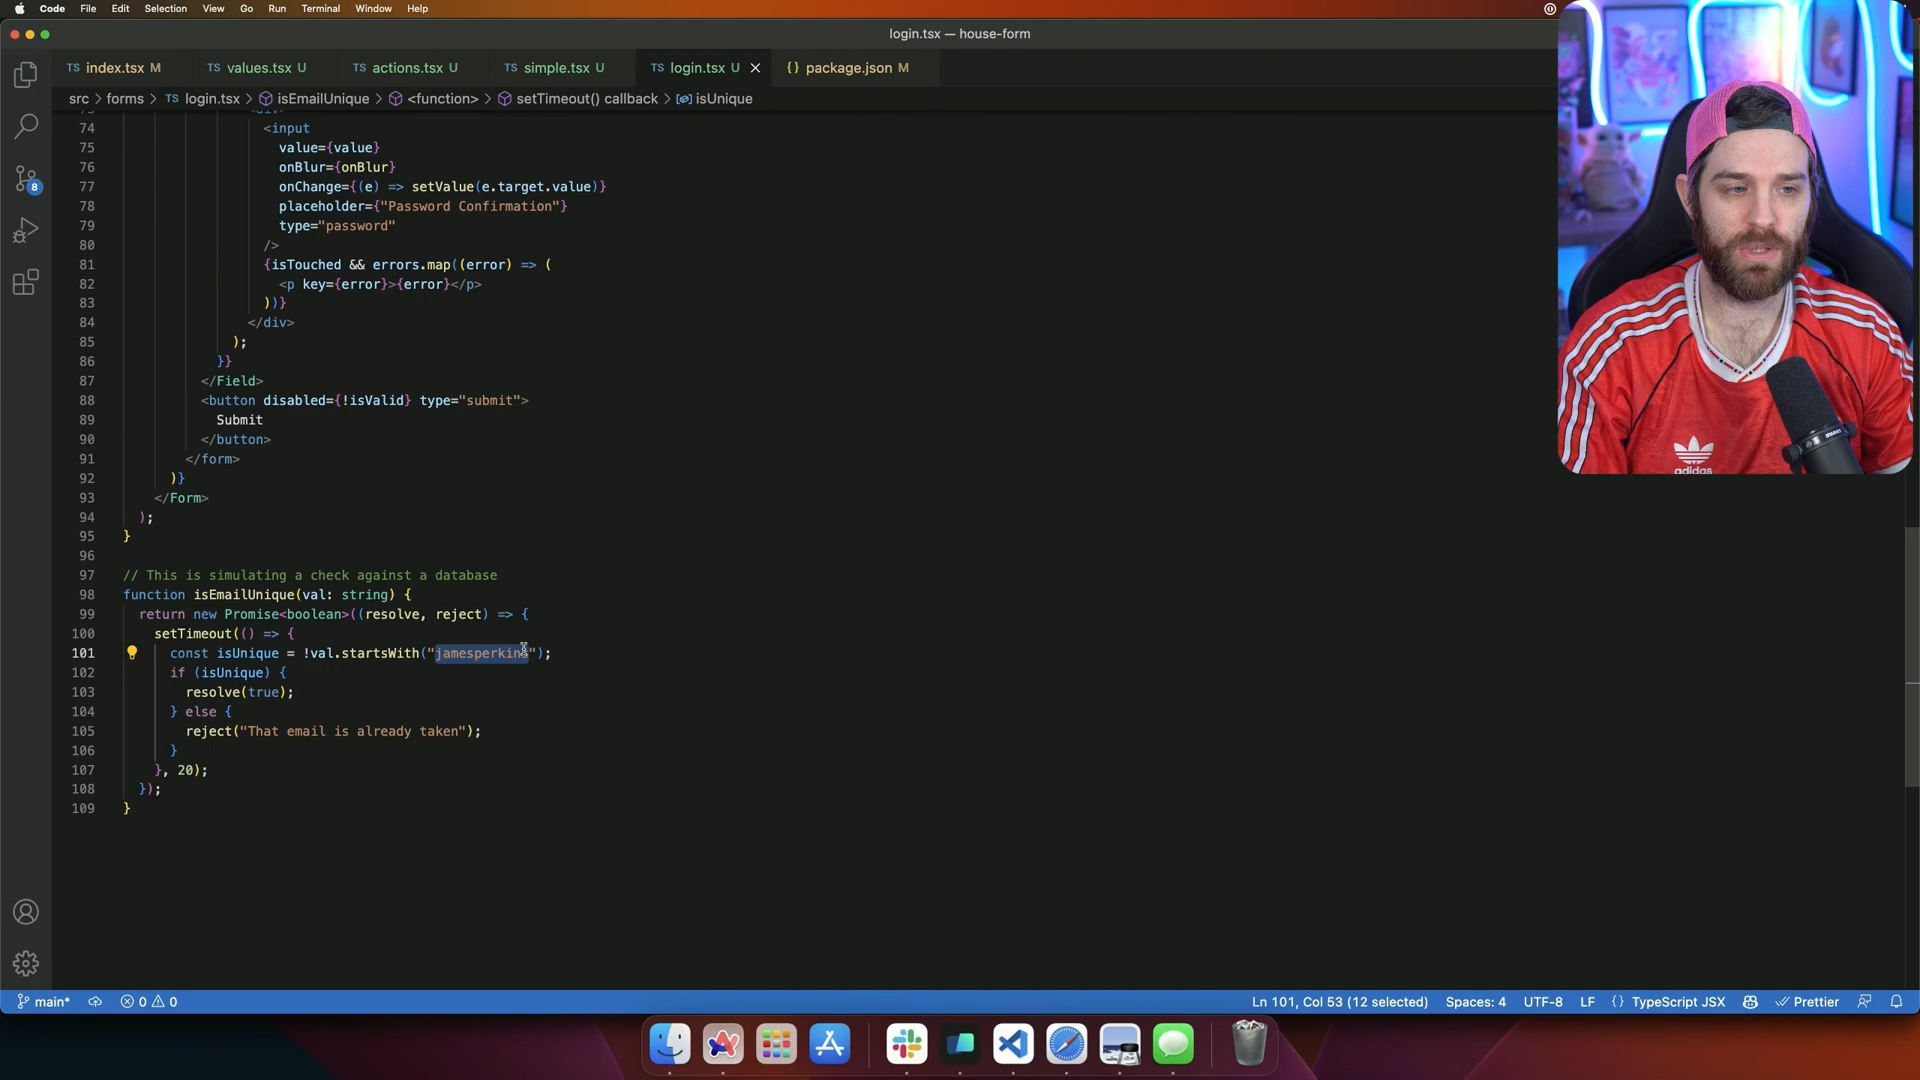 Code File Edit Selection View Go Run Terminal Window Help
login.tsx — house-form
TS index.tsx M TS values.tsx U TS actions.tsx U TS simple.tsx U TS login.tsx U {} package.json M
src > forms > TS login.tsx > isEmailUnique > <function> > setTimeout() callback > isUnique
74 <input
75 value={value}
76 onBlur={onBlur}
77 onChange={(e) => setValue(e.target.value)}
78 placeholder={"Password Confirmation"}
79 type="password"
80 />
81 {isTouched && errors.map((error) => (
82 <p key={error}>{error}</p>
83 ))}
84 </div>
85 );
86 }}
87 </Field>
88 <button disabled={!isValid} type="submit">
89 Submit
90 </button>
91 </form>
92 )}
93 </Form>
94 );
95 }
96
97 // This is simulating a check against a database
98 function isEmailUnique(val: string) {
99 return new Promise<boolean>((resolve, reject) => {
100 setTimeout(() => {
101 const isUnique = !val.startsWith("jamesperkins");
102 if (isUnique) {
103 resolve(true);
104 } else {
105 reject("That email is already taken");
106 }
107 }, 20);
108 });
109 }
8
adidas
main* 0 0 Ln 101, Col 53 (12 selected) Spaces: 4 UTF-8 LF {} TypeScript JSX Prettier